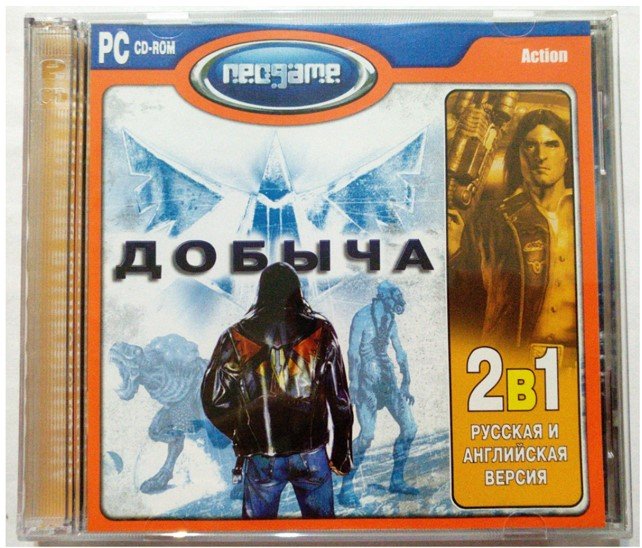 PC CD-ROM
neogame
Action
ДОБЫЧА
2в1
РУССКАЯ И
АНГЛИЙСКАЯ
ВЕРСИЯ